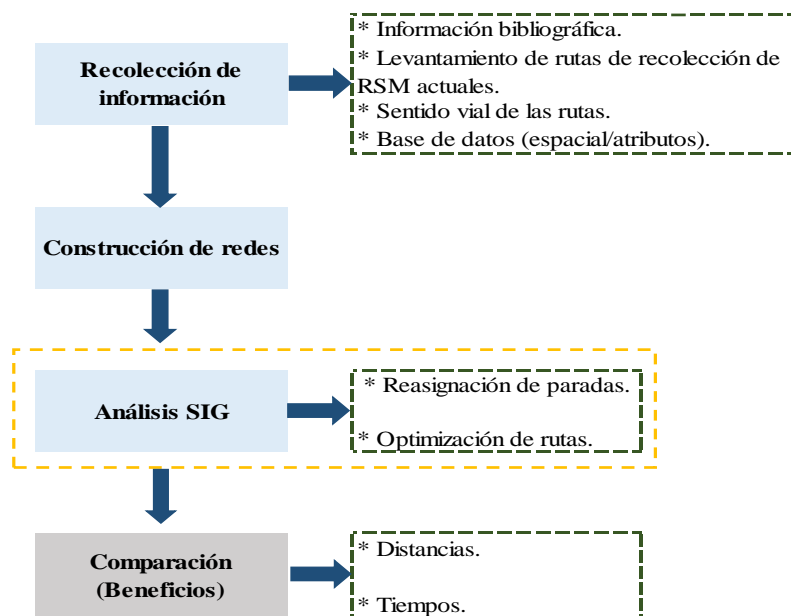 Recolección de
información
* Información bibliográfica.
* Levantamiento de rutas de recolección de
RSM actuales.
* Sentido vial de las rutas.
* Base de datos (espacial/atributos).
Construcción de redes
Análisis SIG
* Reasignación de paradas.
* Optimización de rutas.
Comparación
(Beneficios)
* Distancias.
* Tiempos.